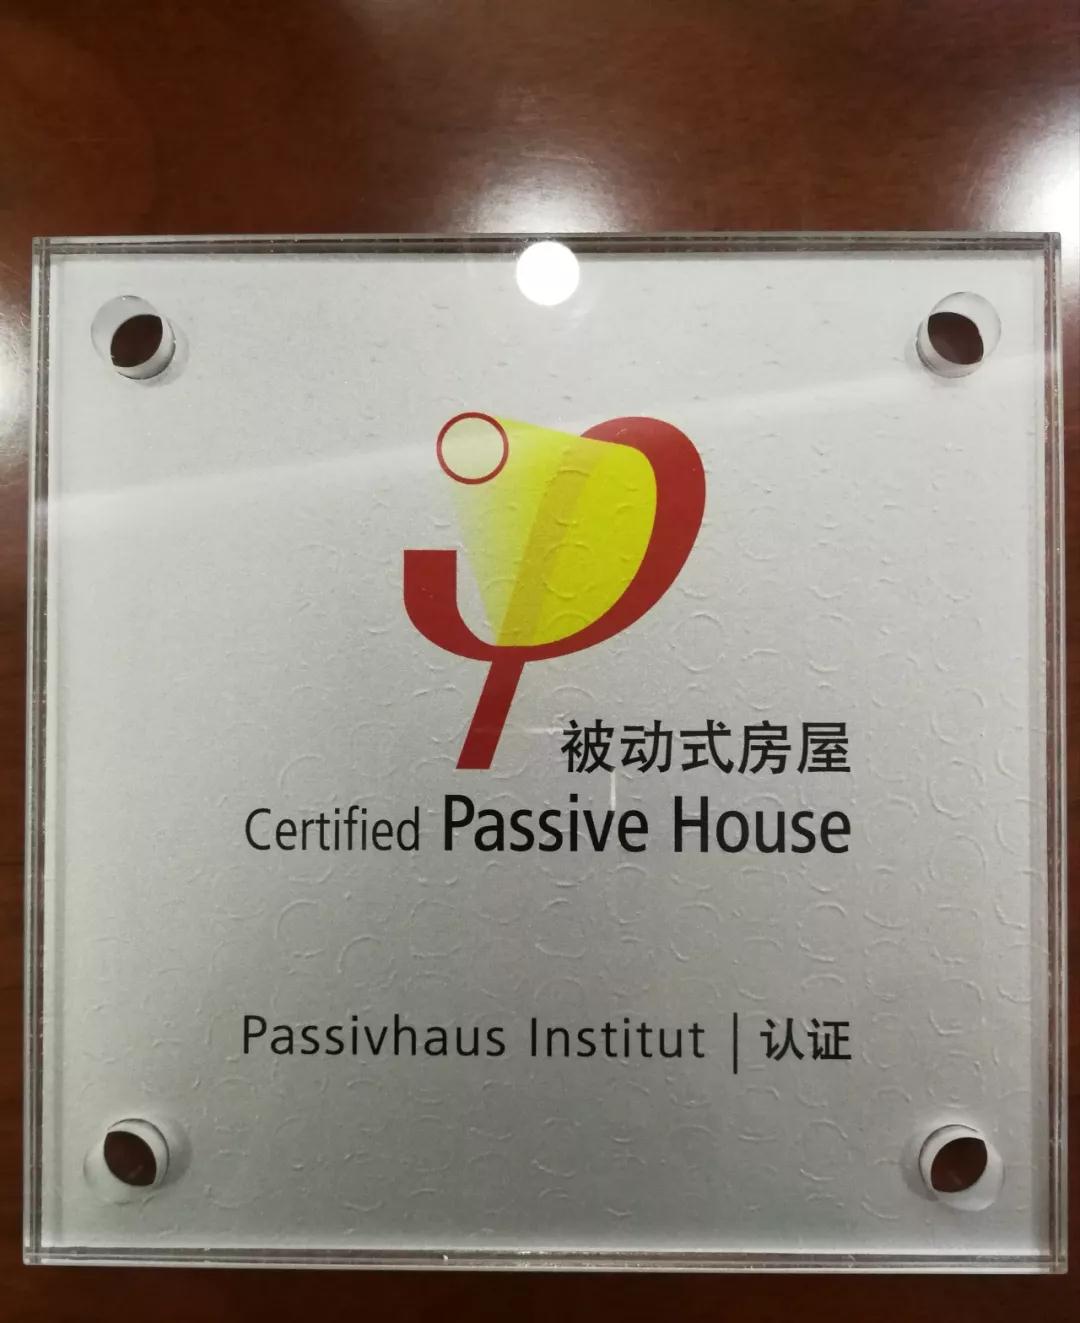 被动式房屋
Certified Passive House
Passivhaus Institut | 认证